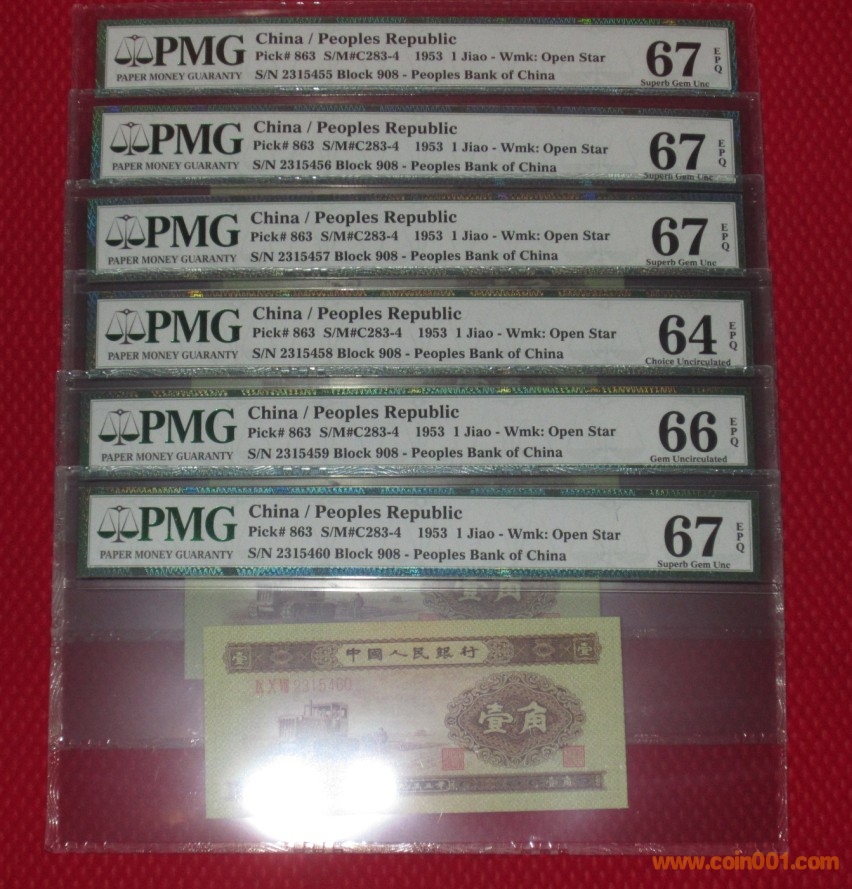 PMG
PAPER MONEY GUARANTY
China / Peoples Republic
Pick# 863 S/M#C283-4 1953 1 Jiao - Wmk: Open Star
S/N 2315455 Block 908 - Peoples Bank of China
67 EPQ
Superb Gem Unc
PMG
PAPER MONEY GUARANTY
China / Peoples Republic
Pick# 863 S/M#C283-4 1953 1 Jiao - Wmk: Open Star
S/N 2315456 Block 908 - Peoples Bank of China
67 EPQ
Superb Gem Unc
PMG
PAPER MONEY GUARANTY
China / Peoples Republic
Pick# 863 S/M#C283-4 1953 1 Jiao - Wmk: Open Star
S/N 2315457 Block 908 - Peoples Bank of China
67 EPQ
Superb Gem Unc
PMG
PAPER MONEY GUARANTY
China / Peoples Republic
Pick# 863 S/M#C283-4 1953 1 Jiao - Wmk: Open Star
S/N 2315458 Block 908 - Peoples Bank of China
64 EPQ
Choice Uncirculated
PMG
PAPER MONEY GUARANTY
China / Peoples Republic
Pick# 863 S/M#C283-4 1953 1 Jiao - Wmk: Open Star
S/N 2315459 Block 908 - Peoples Bank of China
66 EPQ
Gem Uncirculated
PMG
PAPER MONEY GUARANTY
China / Peoples Republic
Pick# 863 S/M#C283-4 1953 1 Jiao - Wmk: Open Star
S/N 2315460 Block 908 - Peoples Bank of China
67 EPQ
Superb Gem Unc
壹角
壹 中國人民銀行 壹
2315460
壹角
www.coin001.com